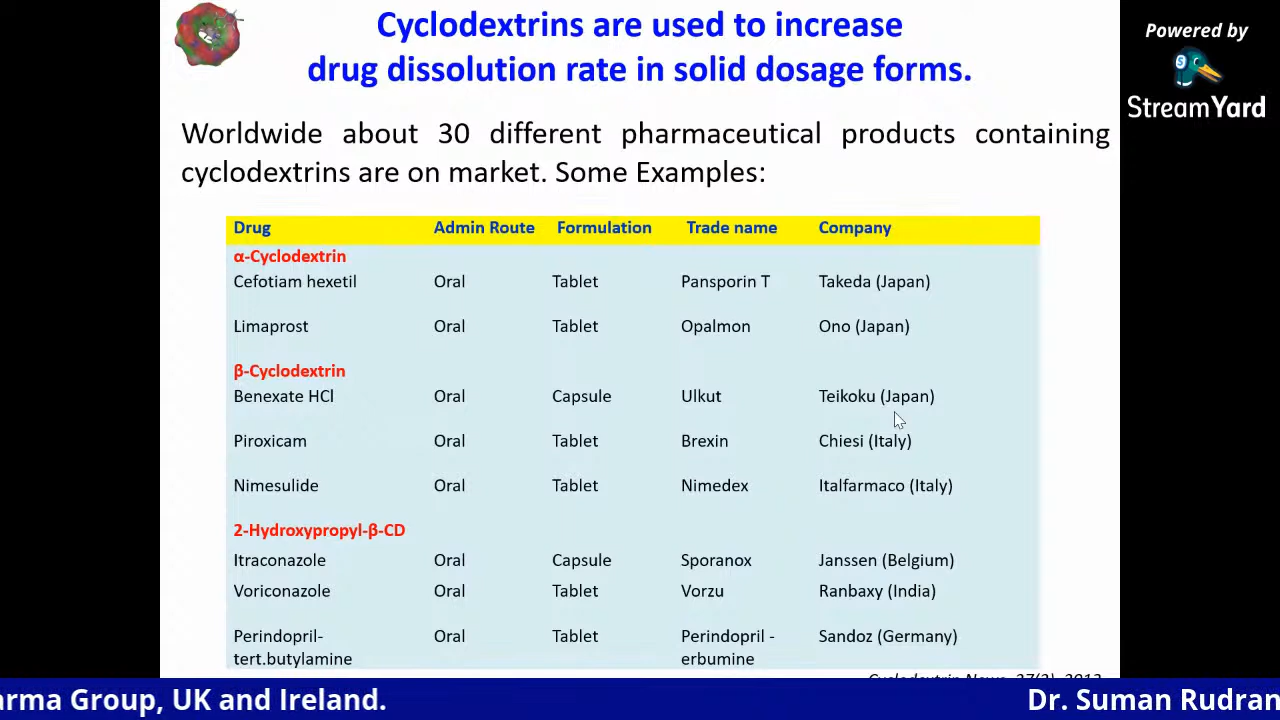 Cyclodextrins are used to increase
drug dissolution rate in solid dosage forms.
Powered by
StreamYard
Worldwide about 30 different pharmaceutical products containing
cyclodextrins are on market. Some Examples:
Drug Admin Route Formulation Trade name Company
α-Cyclodextrin
Cefotiam hexetil Oral Tablet Pansporin T Takeda (Japan)
Limaprost Oral Tablet Opalmon Ono (Japan)
β-Cyclodextrin
Benexate HCl Oral Capsule Ulkut Teikoku (Japan)
Piroxicam Oral Tablet Brexin Chiesi (Italy)
Nimesulide Oral Tablet Nimedex Italfarmaco (Italy)
2-Hydroxypropyl-β-CD
Itraconazole Oral Capsule Sporanox Janssen (Belgium)
Voriconazole Oral Tablet Vorzu Ranbaxy (India)
Perindopril- Oral Tablet Perindopril - Sandoz (Germany)
tert.butylamine erbumine
arma Group, UK and Ireland. Dr. Suman Rudran